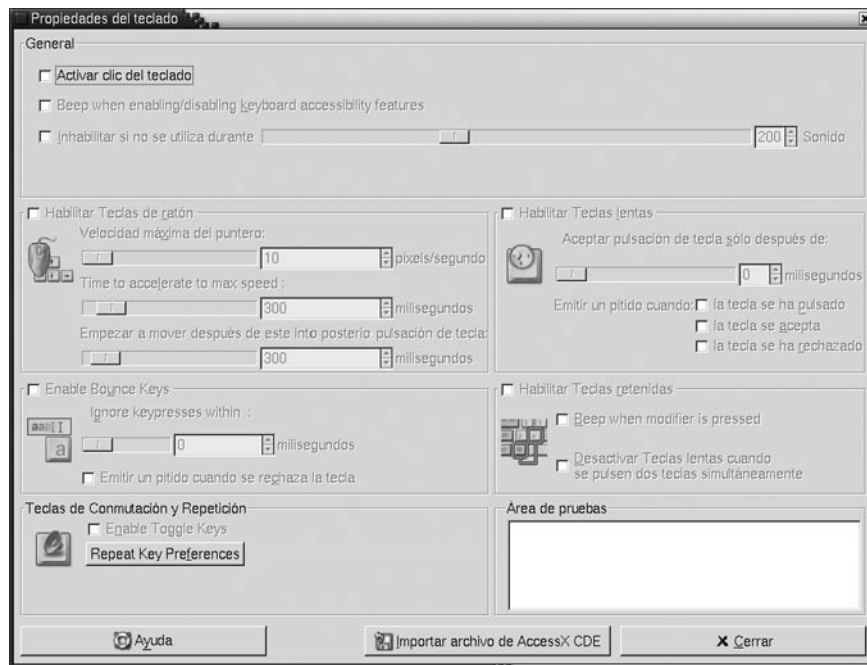 Propiedades del teclado
General
Activar clic del teclado
Beep when enabling/disabling keyboard accessibility features
Inhabilitar si no se utiliza durante 200 Sonido
Habilitar Teclas de ratón
Velocidad máxima del puntero:
10 pixels/segundo
Time to accelerate to max speed :
300 milisegundos
Empezar a mover después de este into posterio pulsación de tecla:
300 milisegundos
Habilitar Teclas lentas
Aceptar pulsación de tecla sólo después de:
0 milisegundos
Emitir un pitido cuando: la tecla se ha pulsado
la tecla se acepta
la tecla se ha rechazado
Enable Bounce Keys
Ignore keypresses within :
aaa I
a
0 milisegundos
Emitir un pitido cuando se rechaza la tecla
Habilitar Teclas retenidas
Beep when modifier is pressed
Desactivar Teclas lentas cuando
se pulsen dos teclas simultáneamente
Teclas de Conmutación y Repetición
Enable Toggle Keys
Repeat Key Preferences
Área de pruebas
Ayuda
Importar archivo de AccessX CDE
Cerrar